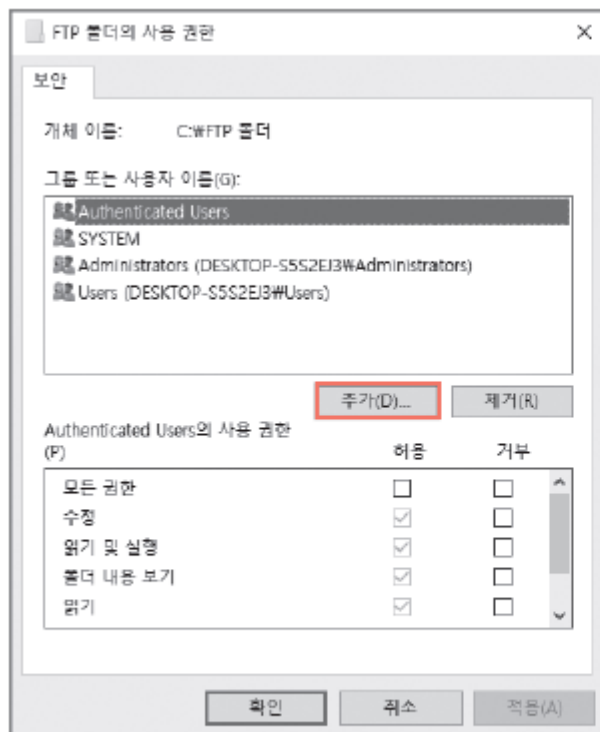 FTP 폴더의 사용 권한
보안
개체 이름: C:₩FTP 폴더
그룹 또는 사용자 이름(G):
Authenticated Users
SYSTEM
Administrators (DESKTOP-S5S2EJ3₩Administrators)
Users (DESKTOP-S5S2EJ3₩Users)
추가(D)... 제거(R)
Authenticated Users의 사용 권한
(P) 허용 거부
모든 권한
수정
읽기 및 실행
폴더 내용 보기
읽기
확인 취소 적용(A)